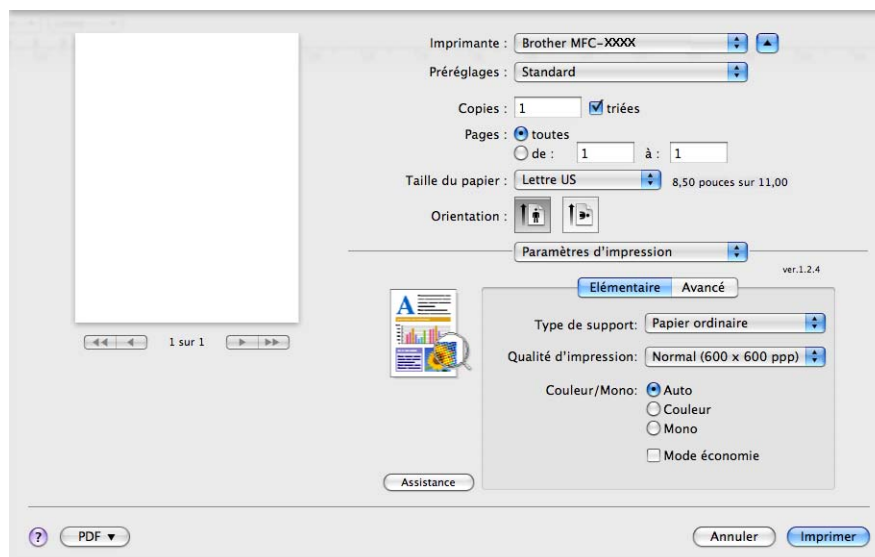 Imprimante : Brother MFC-XXXX
Préréglages : Standard
Copies : 1 triées
Pages : toutes
de : 1 à : 1
Taille du papier : Lettre US 8,50 pouces sur 11,00
Orientation :
Paramètres d'impression
ver.1.2.4
Elémentaire Avancé
Type de support: Papier ordinaire
Qualité d'impression: Normal (600 x 600 ppp)
Couleur/Mono: Auto
Couleur
Mono
Mode économie
1 sur 1
Assistance
? PDF ▼ Annuler Imprimer